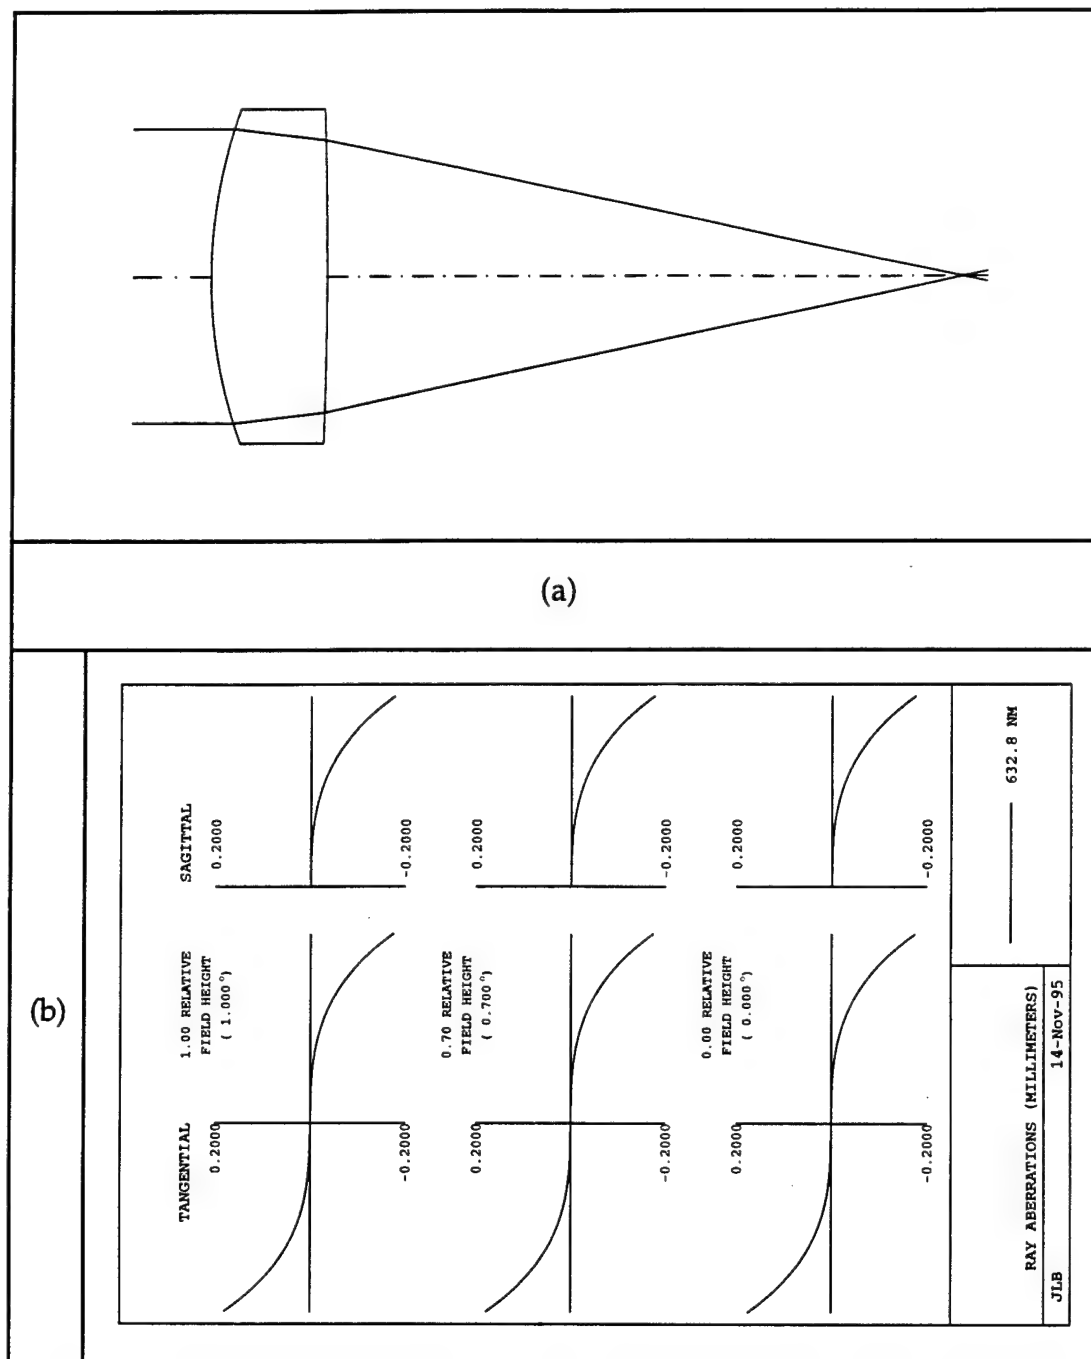 (a)
(b)
TANGENTIAL
SAGITTAL
1.00 RELATIVE
FIELD HEIGHT
( 1.000 °)
0.2000
-0.2000
0.2000
-0.2000
0.70 RELATIVE
FIELD HEIGHT
( 0.700 °)
0.2000
-0.2000
0.2000
-0.2000
0.00 RELATIVE
FIELD HEIGHT
( 0.000 °)
0.2000
-0.2000
0.2000
-0.2000
RAY ABERRATIONS (MILLIMETERS)
JLB
14-Nov-95
632.8 NM